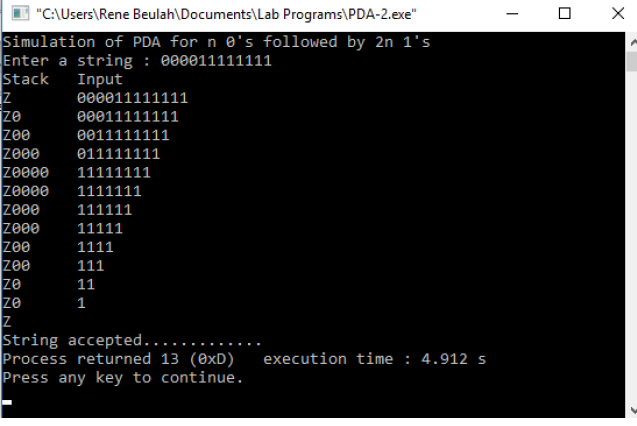 "C:\Users\Rene Beulah\Documents\Lab Programs\PDA-2.exe"
Simulation of PDA for n 0's followed by 2n 1's
Enter a string : 000011111111
Stack Input
Z 000011111111
Z0 00011111111
Z00 0011111111
Z000 011111111
Z0000 11111111
Z0000 1111111
Z000 111111
Z000 11111
Z00 1111
Z00 111
Z0 11
Z0 1
Z
String accepted.............
Process returned 13 (0xD) execution time : 4.912 s
Press any key to continue.